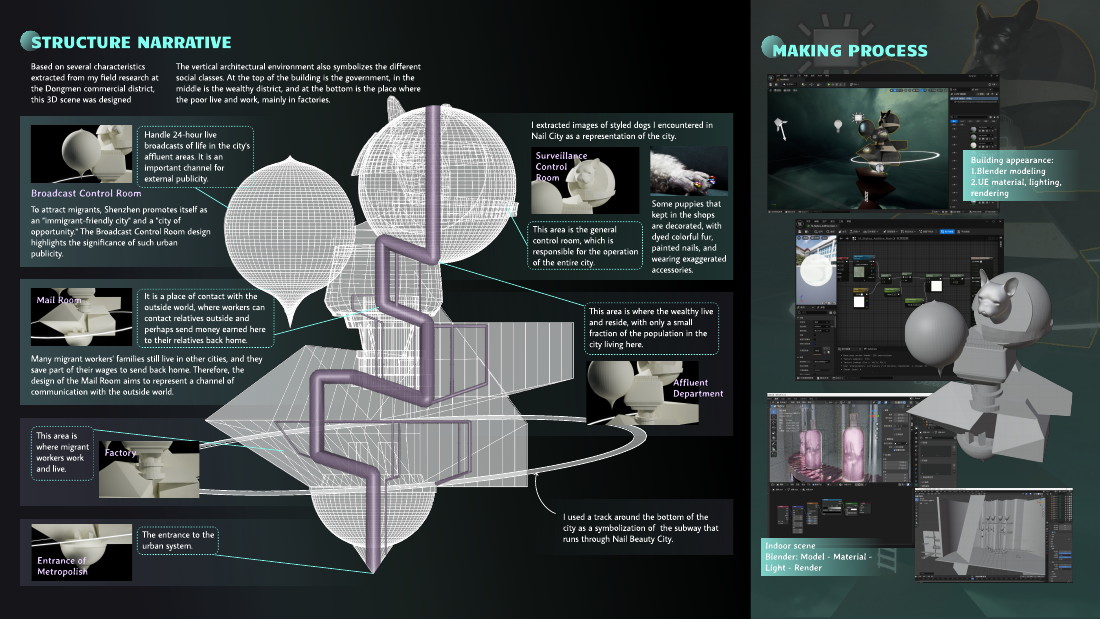 STRUCTURE NARRATIVE
Based on several characteristics
extracted from my field research at
the Dongmen commercial district,
this 3D scene was designed
The vertical architectural environment also symbolizes the different
social classes. At the top of the building is the government, in the
middle is the wealthy district, and at the bottom is the place where
the poor live and work, mainly in factories.
Handle 24-hour live
broadcasts of life in the city's
affluent areas. It is an
important channel for
external publicity.
Broadcast Control Room
To attract migrants, Shenzhen promotes itself as
an "immigrant-friendly city" and a "city of
opportunity." The Broadcast Control Room design
highlights the significance of such urban
publicity.
Mail Room
It is a place of contact with the
outside world, where workers can
contact relatives outside and
perhaps send money earned here
to their relatives back home.
Many migrant workers' families still live in other cities, and they
save part of their wages to send back home. Therefore, the
design of the Mail Room aims to represent a channel of
communication with the outside world.
This area is
where migrant
workers work
and live.
Factory
Entrance of
Metropolish
The entrance to the
urban system.
I extracted images of styled dogs I encountered in
Nail City as a representation of the city.
Surveillance
Control
Room
This area is the general
control room, which is
responsible for the operation
of the entire city.
Some puppies that
kept in the shops
are decorated, with
dyed colorful fur,
painted nails, and
wearing exaggerated
accessories.
This area is where the wealthy live
and reside, with only a small
fraction of the population in the
city living here.
Affluent
Department
I used a track around the bottom of the
city as a symbolization of the subway that
runs through Nail Beauty City.
MAKING PROCESS
Building appearance:
1.Blender modeling
2.UE material, lighting,
rendering
Indoor scene
Blender: Model - Material -
Light - Render